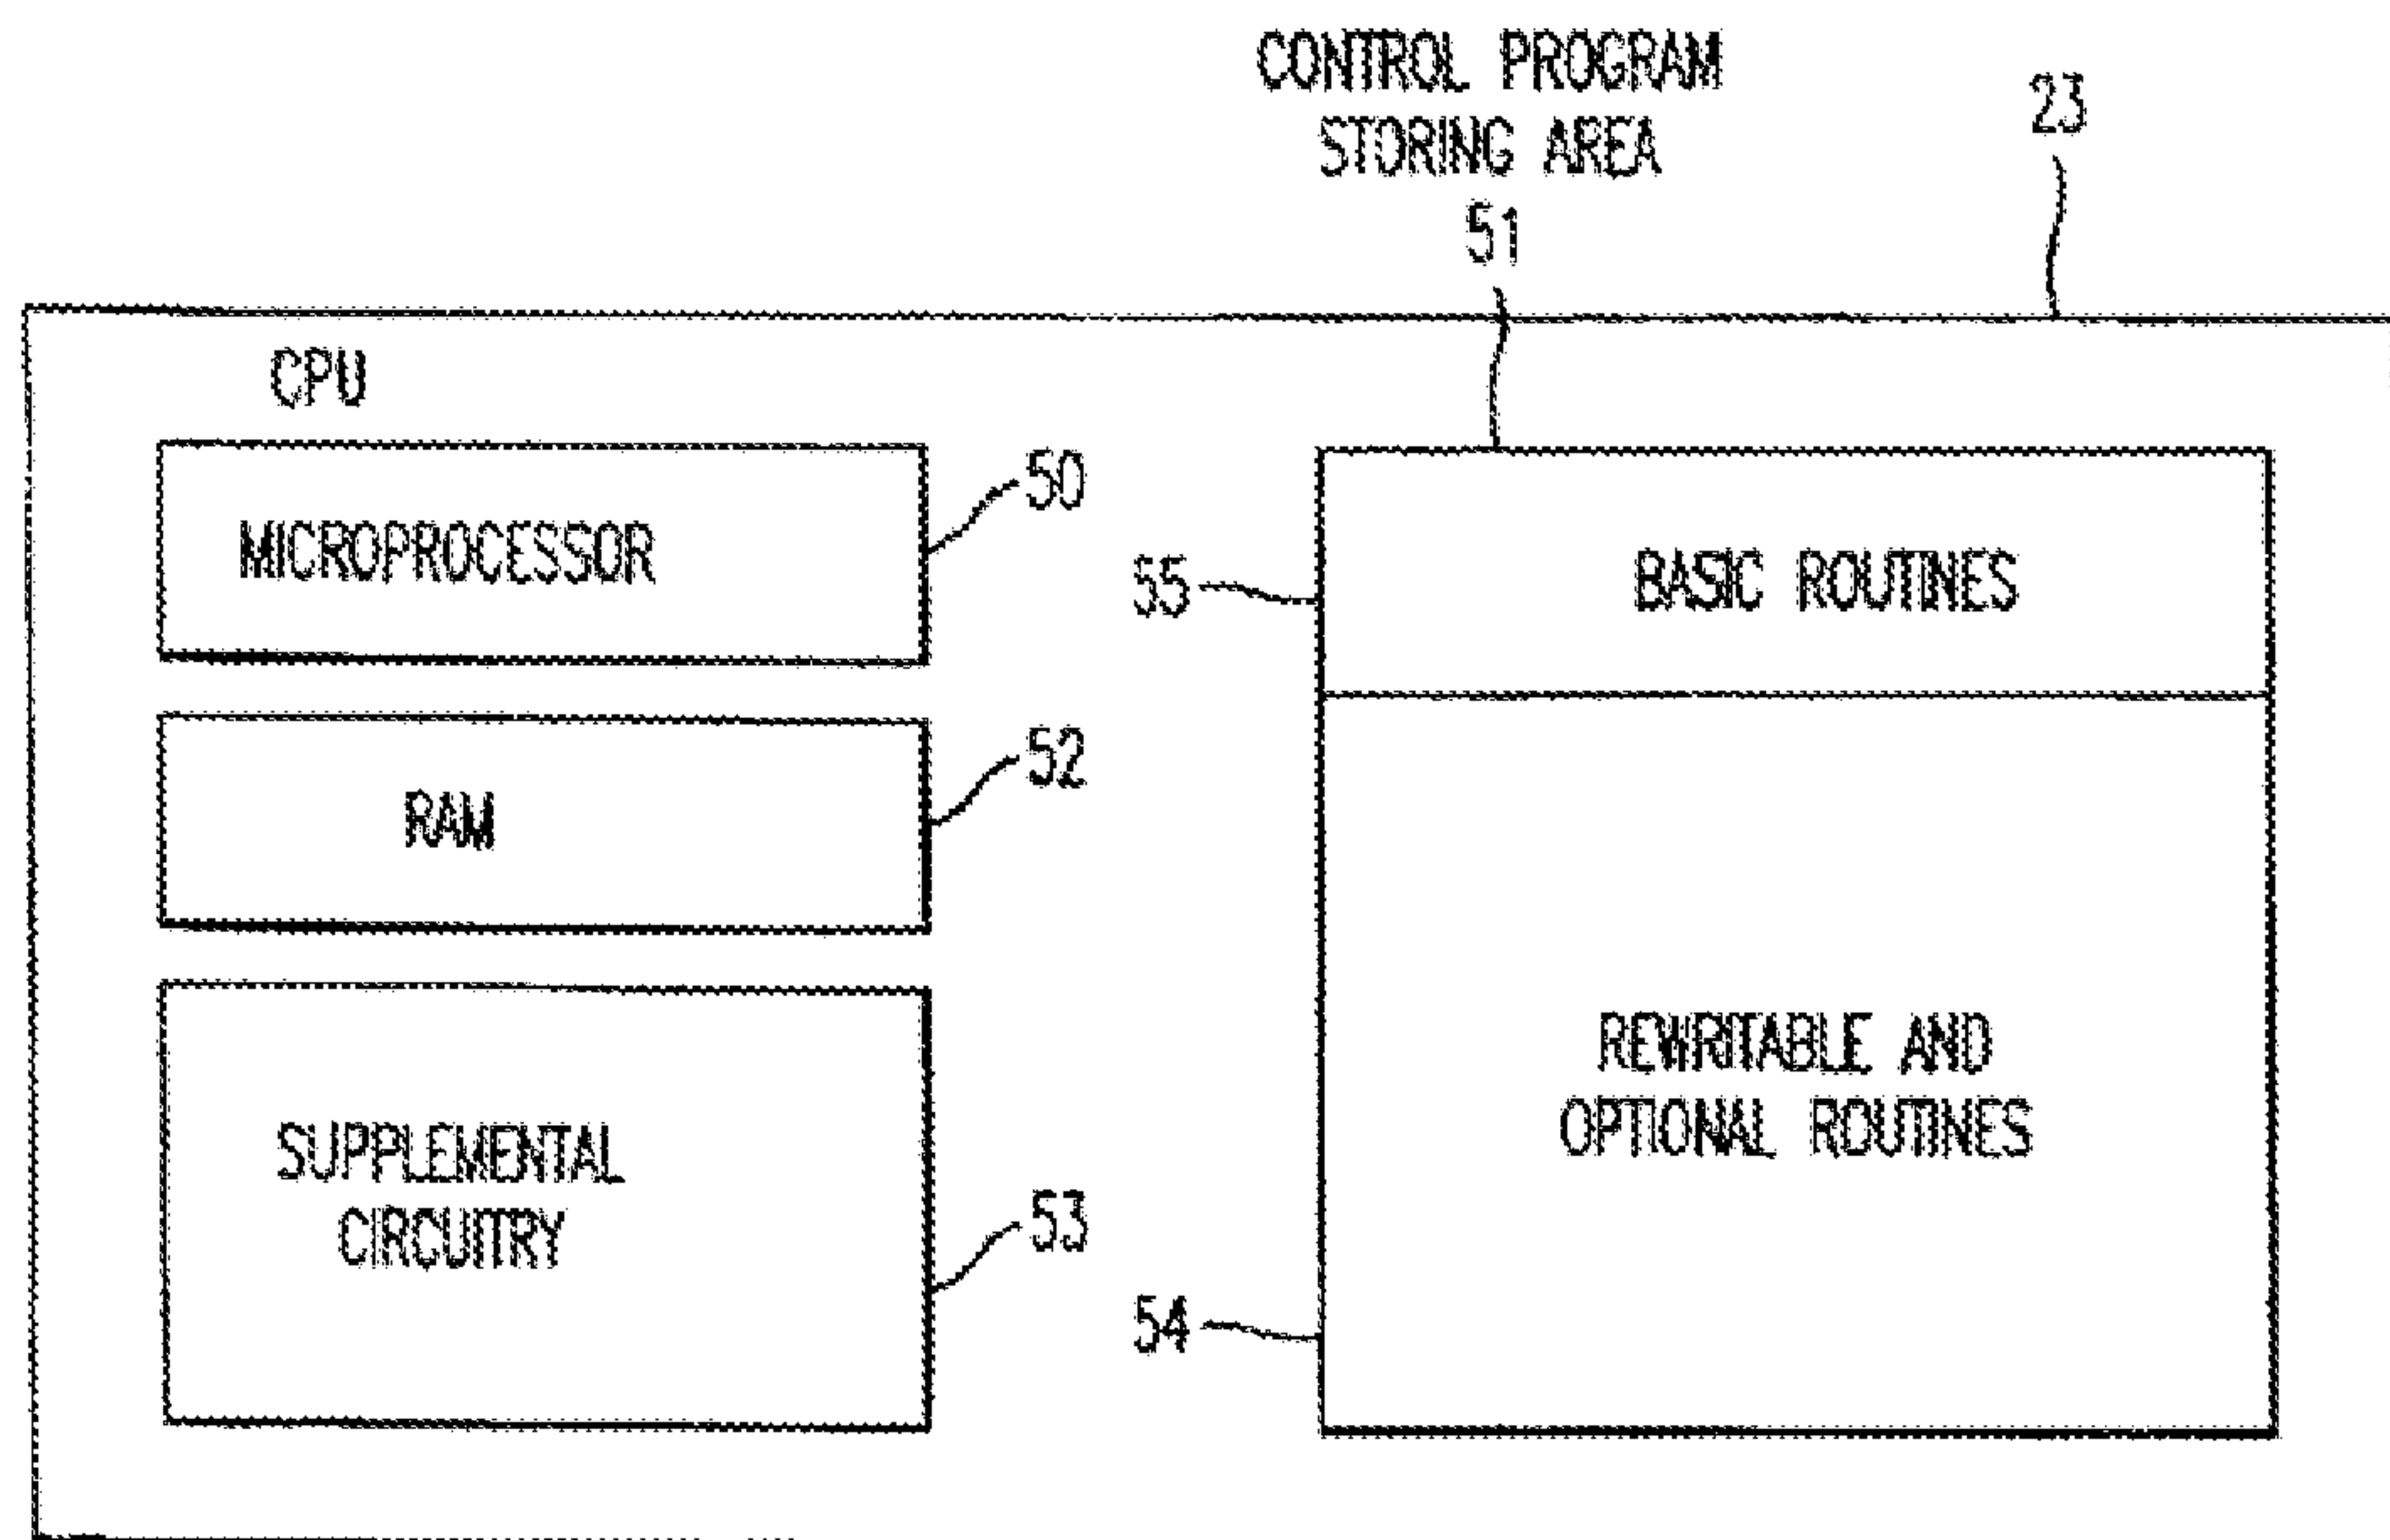 CONTROL PROGRAM
STORING AREA
51
23
CPU
MICROPROCESSOR
50
RAM
52
SUPPLEMENTAL
CIRCUITRY
53
55
BASIC ROUTINES
REWRITABLE AND
OPTIONAL ROUTINES
54